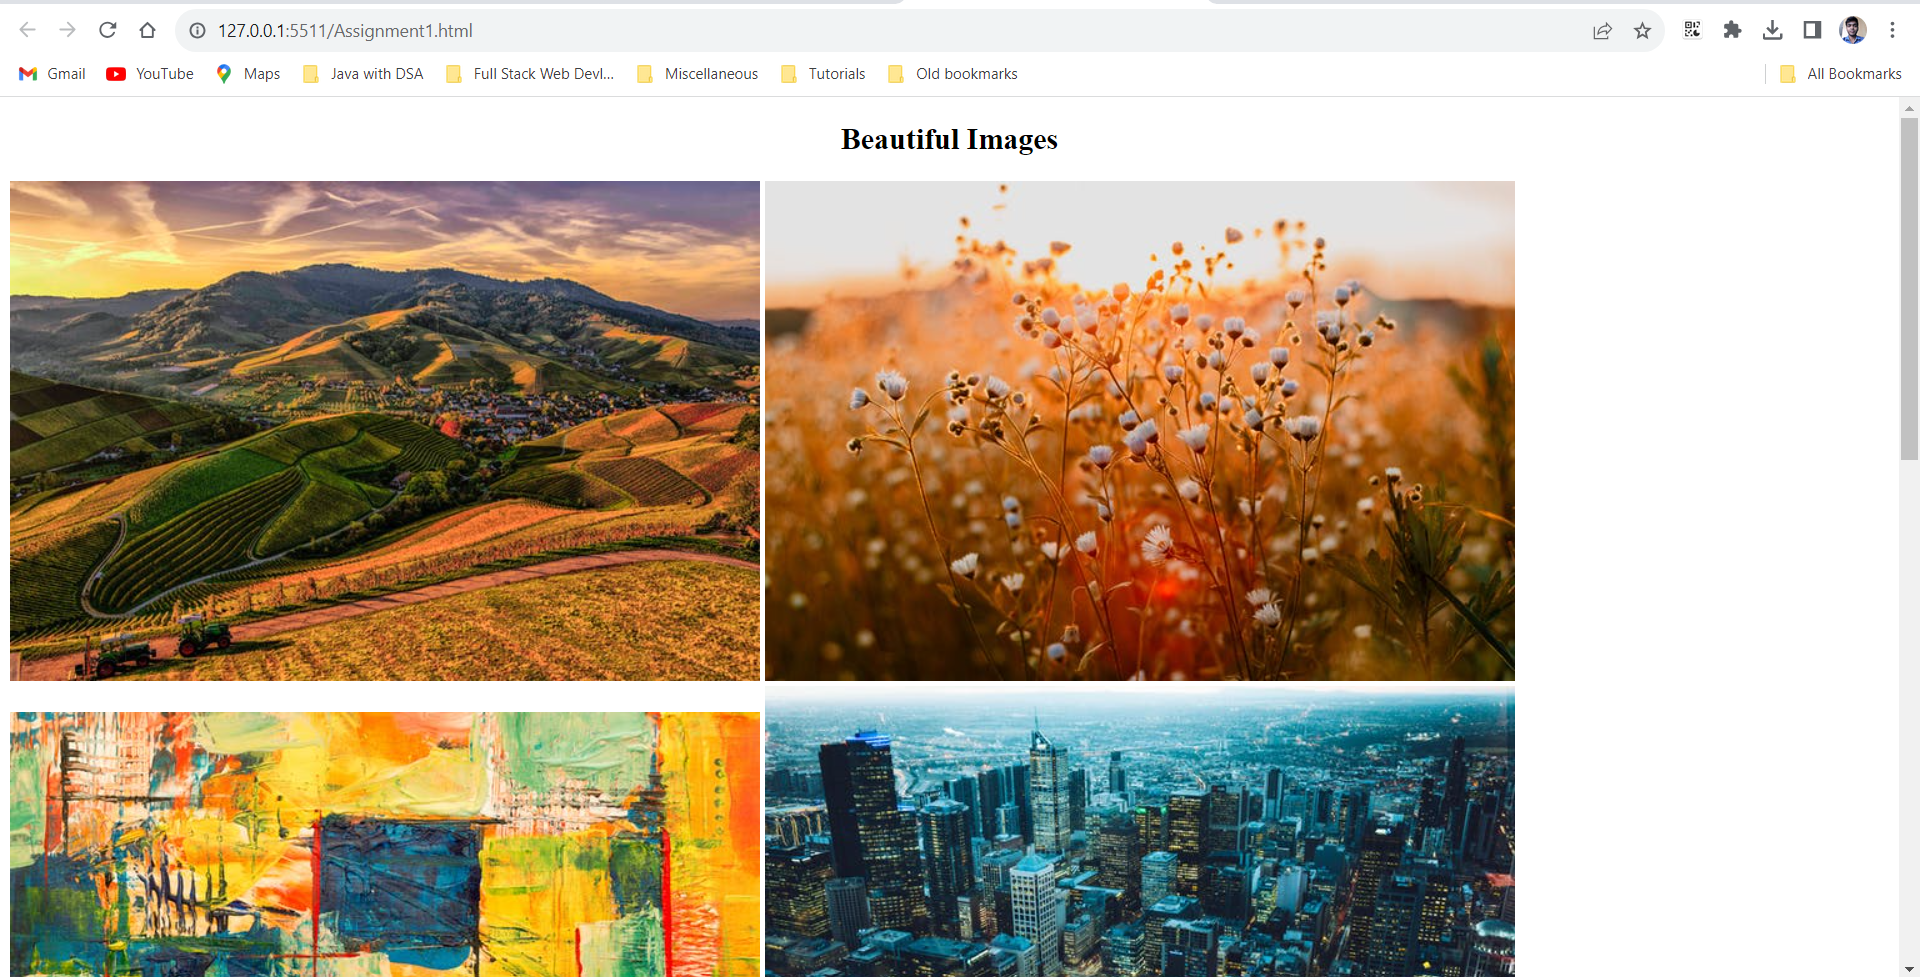 127.0.0.1:5511/Assignment1.html
Gmail YouTube Maps Java with DSA Full Stack Web Devl... Miscellaneous Tutorials Old bookmarks All Bookmarks
Beautiful Images